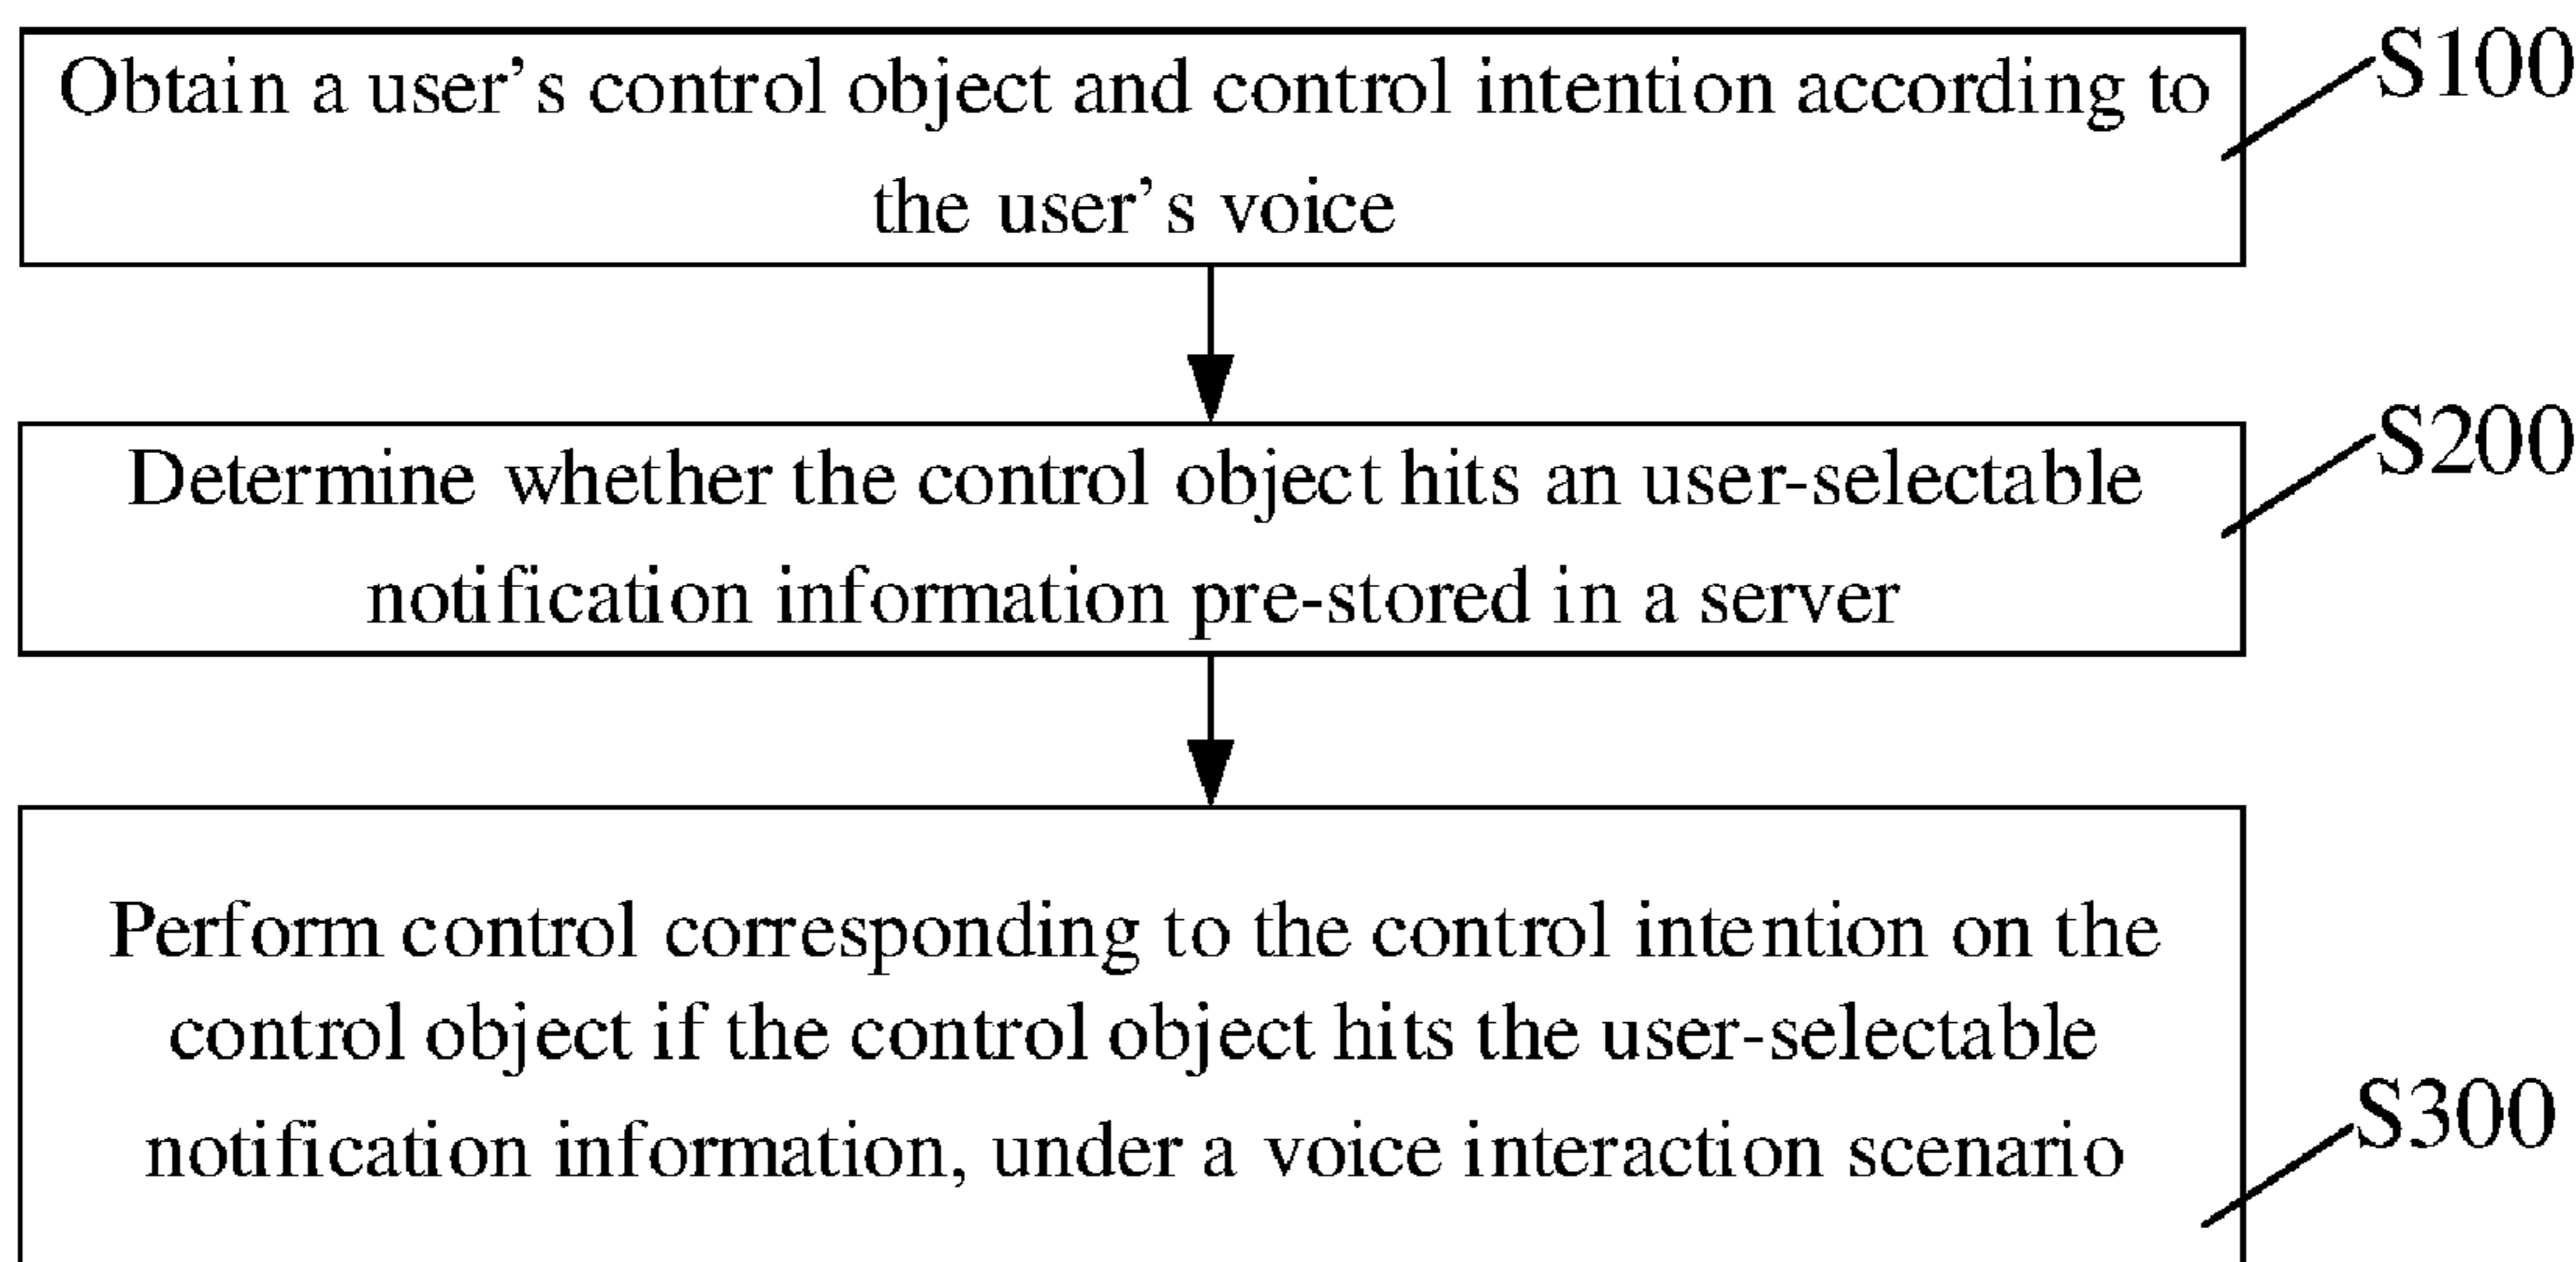 Obtain a user’s control object and control intention according to
the user’s voice
S100
Determine whether the control object hits an user-selectable
notification information pre-stored in a server
S200
Perform control corresponding to the control intention on the
control object if the control object hits the user-selectable
notification information, under a voice interaction scenario
S300